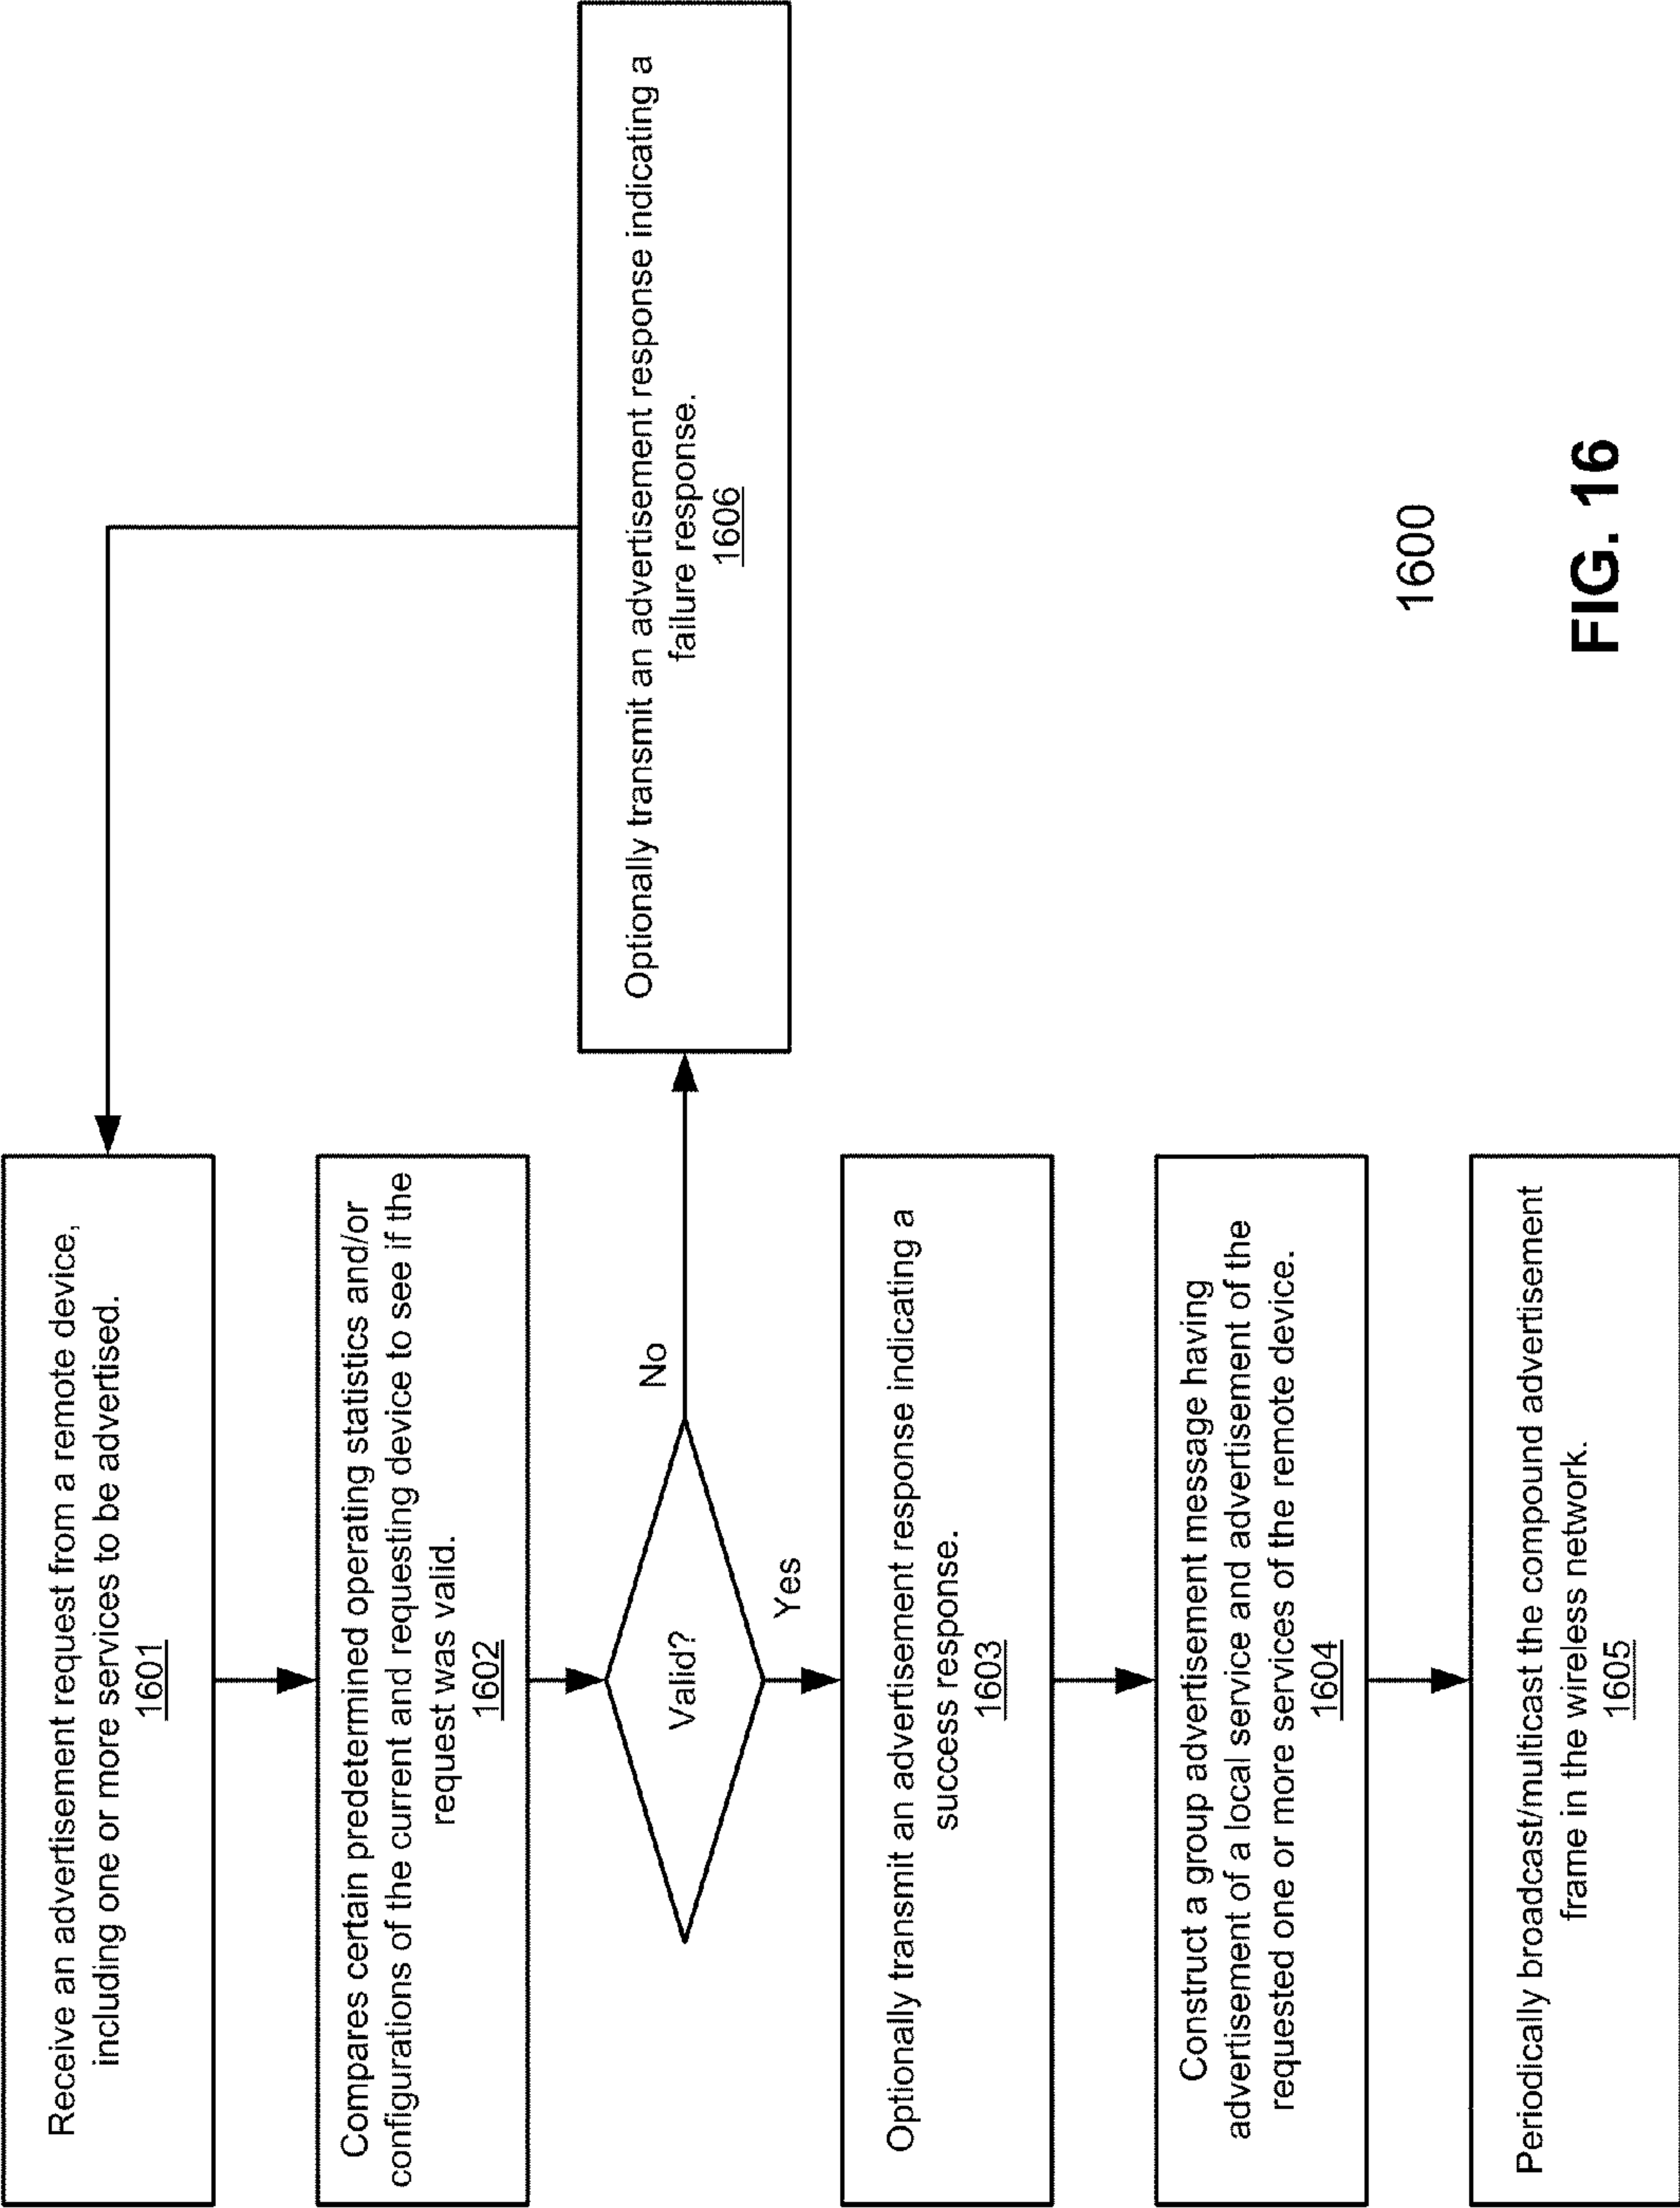 Receive an advertisement request from a remote device,
including one or more services to be advertised.
1601
Compares certain predetermined operating statistics and/or
configurations of the current and requesting device to see if the
request was valid.
1602
Valid?
No
Yes
Optionally transmit an advertisement response indicating a
failure response.
1606
Optionally transmit an advertisement response indicating a
success response.
1603
Construct a group advertisement message having
advertisement of a local service and advertisement of the
requested one or more services of the remote device.
1604
Periodically broadcast/multicast the compound advertisement
frame in the wireless network.
1605
1600
FIG. 16